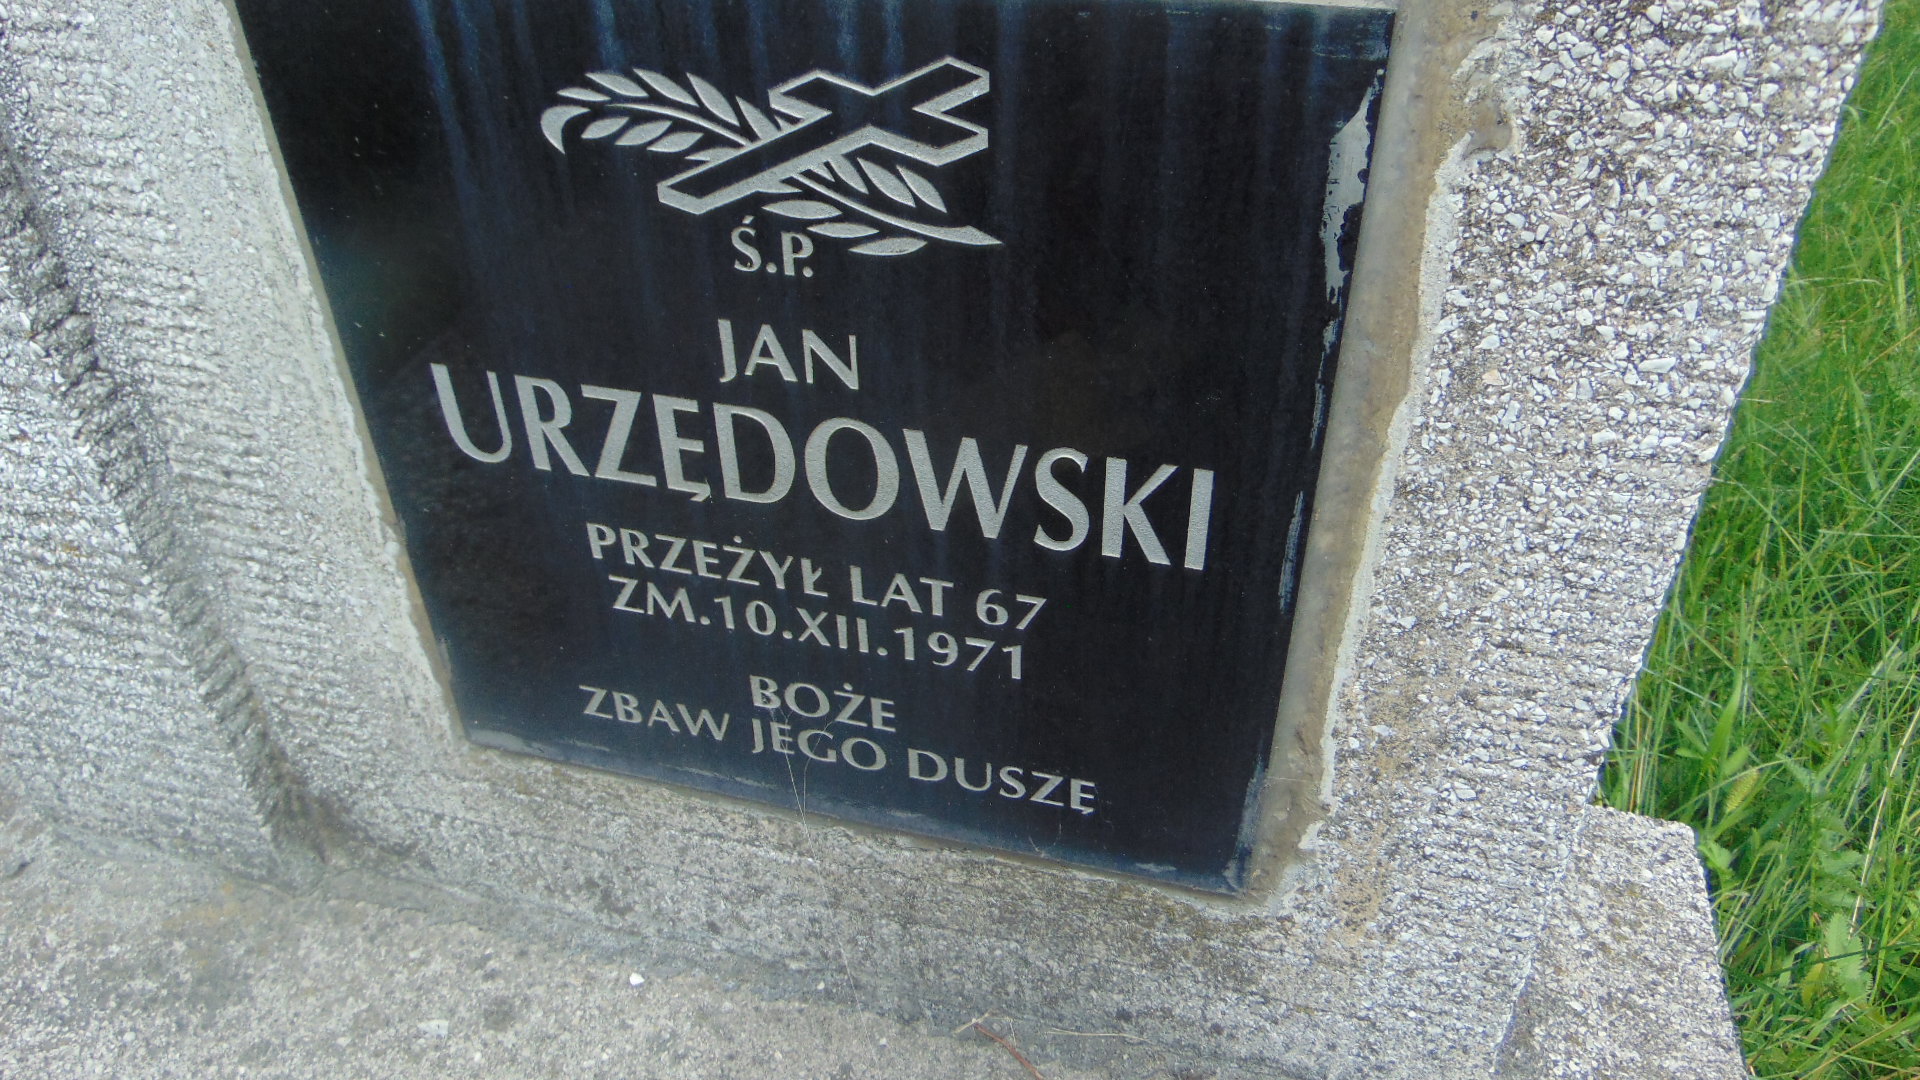 Ś.P.
JAN
URZĘDOWSKI
PRZEŻYŁ LAT 67
ZM.10.XII.1971
BOŻE
ZBAW JEGO DUSZĘ